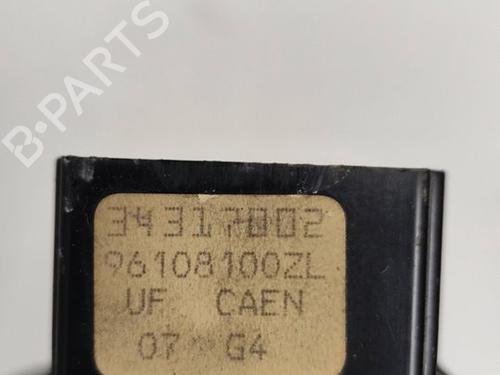 B-PARTS
34317802
96108100ZL
UF CAEN
07 G4